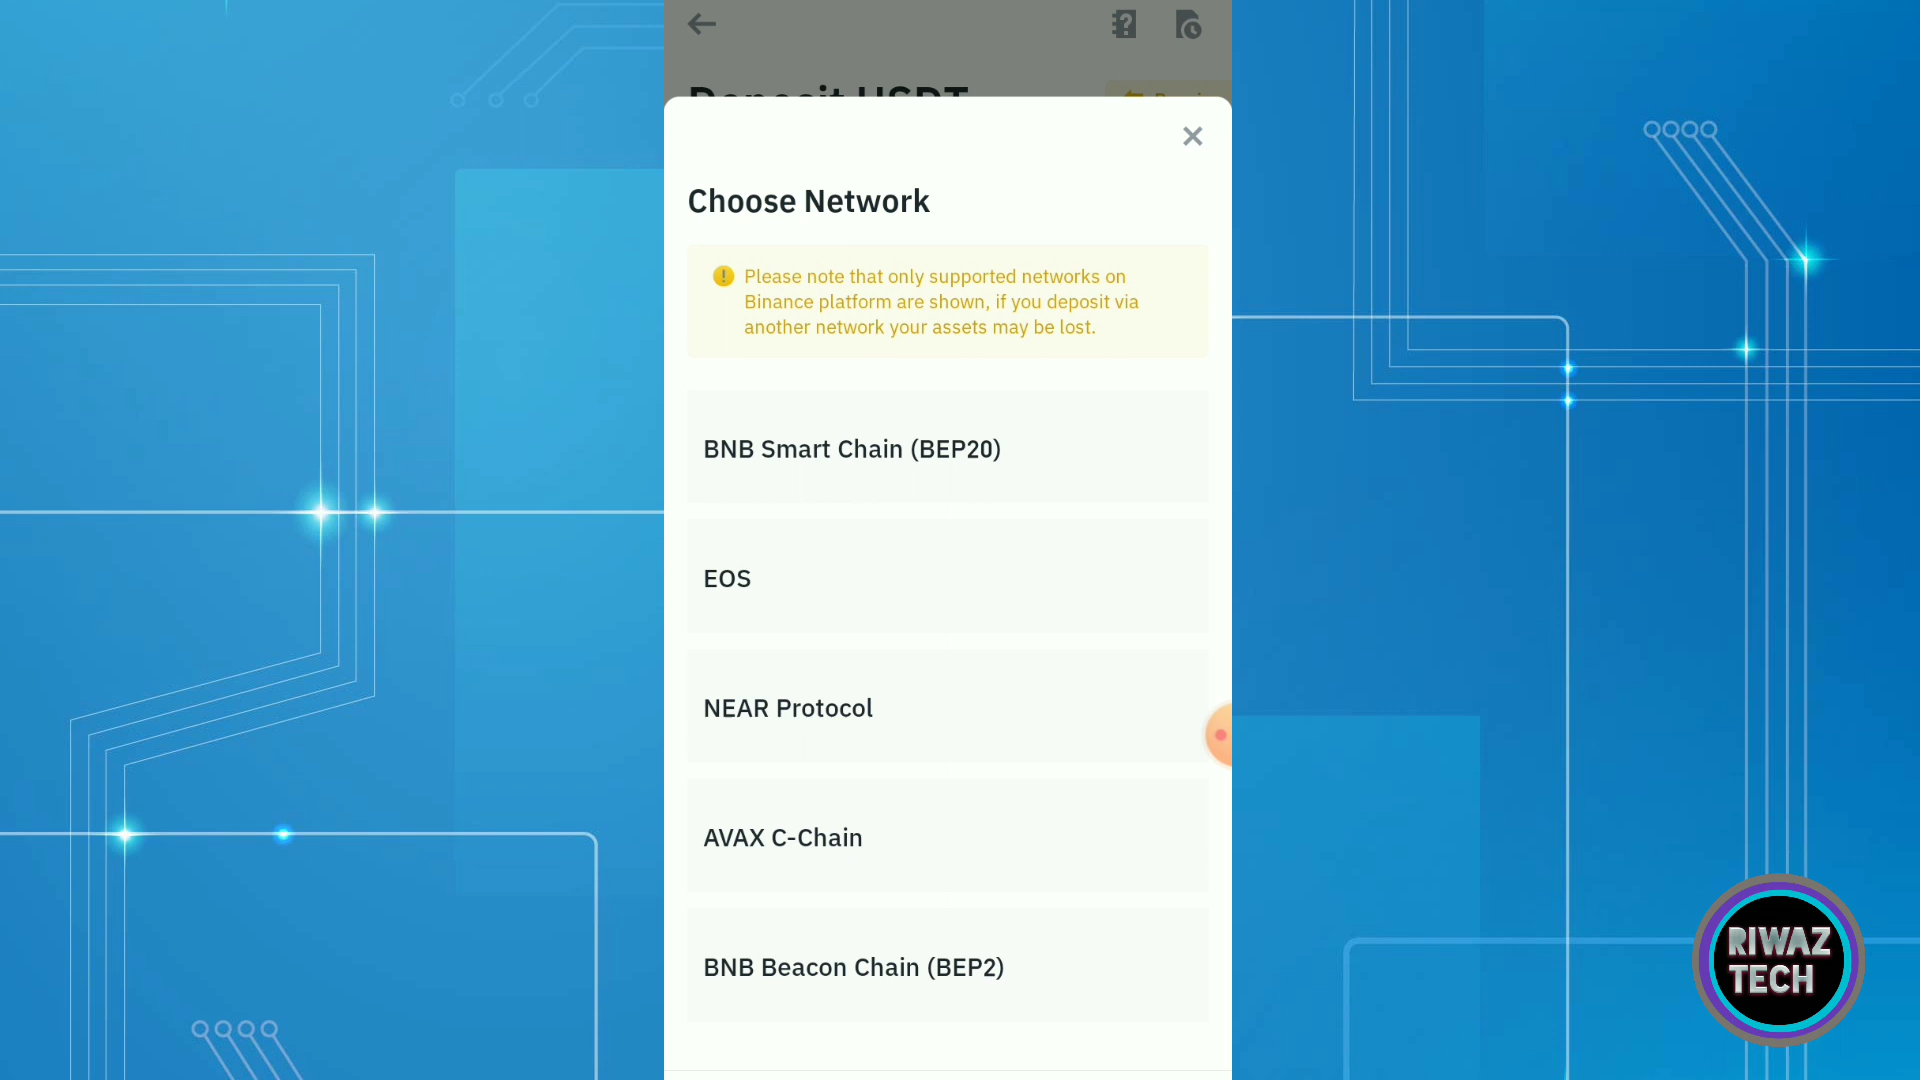 Deposit USDT
Choose Network
Please note that only supported networks on
Binance platform are shown, if you deposit via
another network your assets may be lost.
BNB Smart Chain (BEP20)
EOS
NEAR Protocol
AVAX C-Chain
BNB Beacon Chain (BEP2)
RIWAZ
TECH